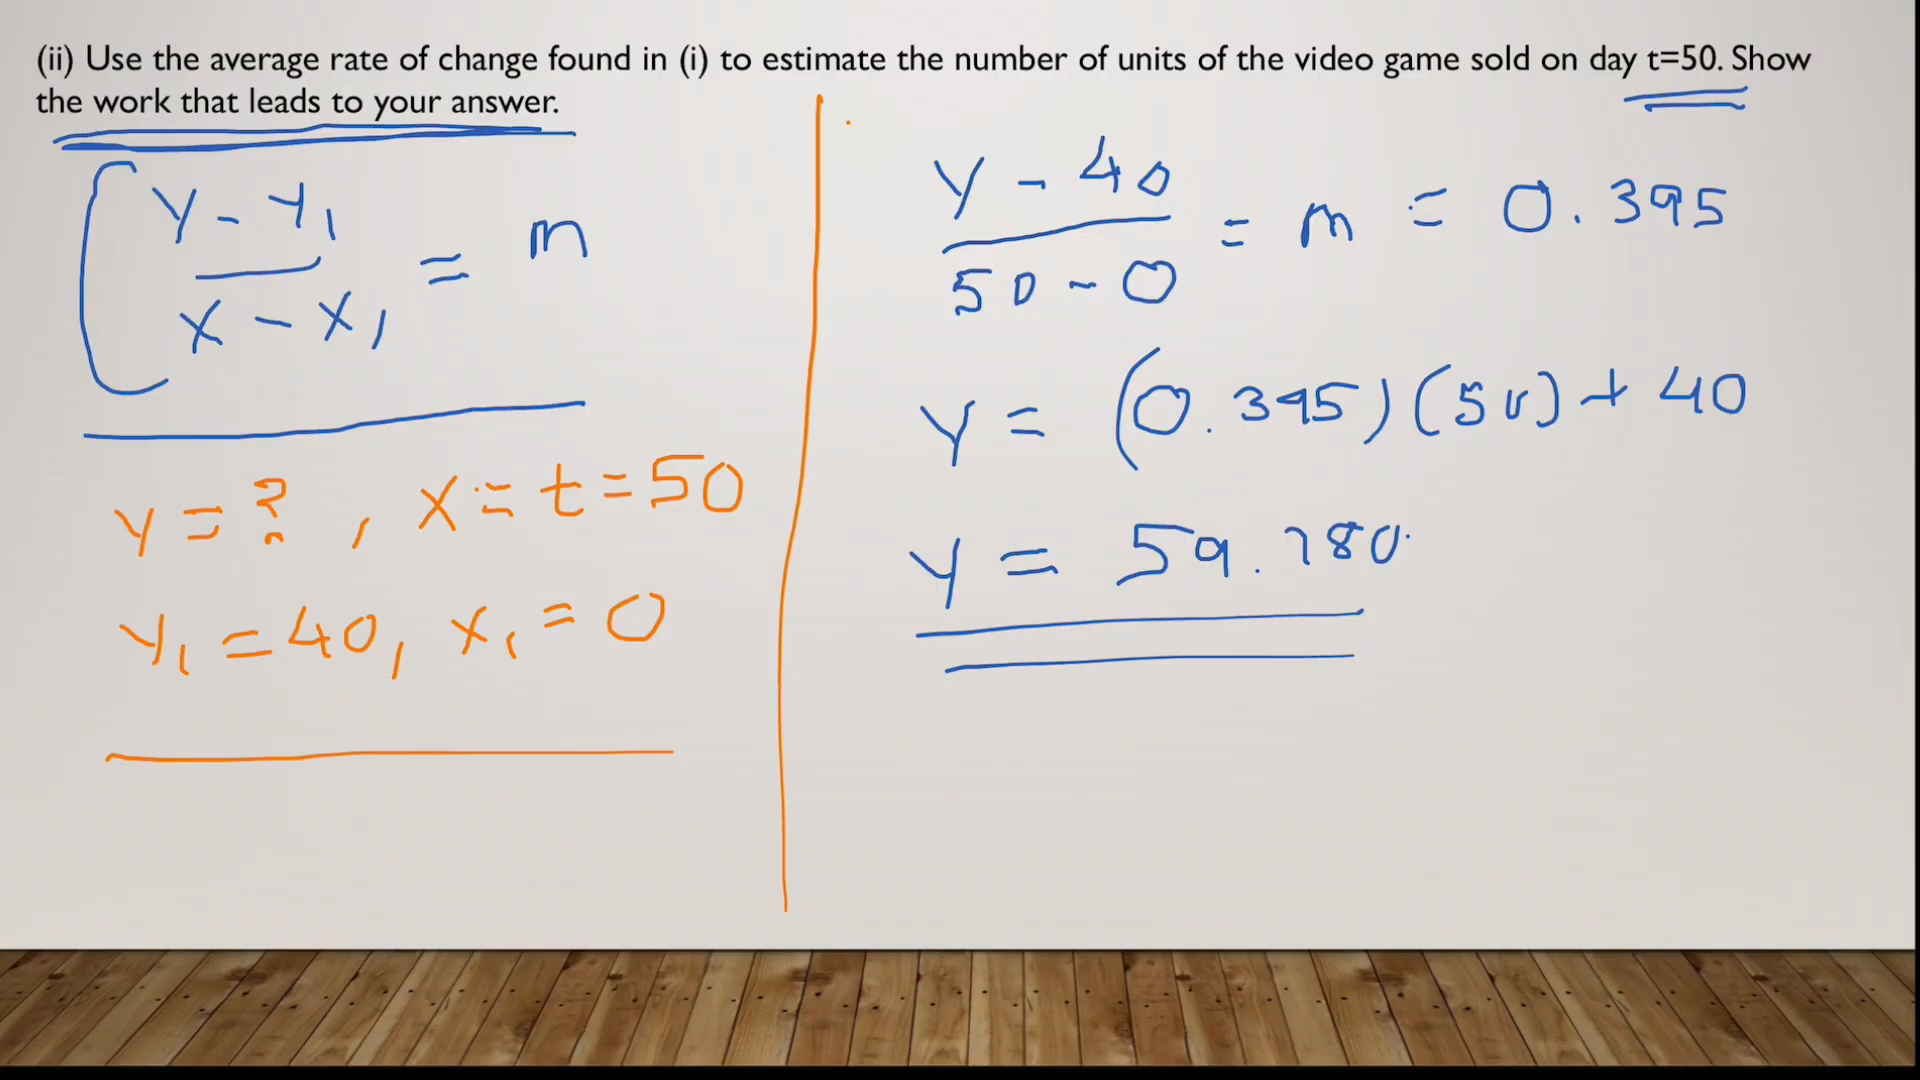 (ii) Use the average rate of change found in (i) to estimate the number of units of the video game sold on day t=50. Show
the work that leads to your answer.
y - y₁
x - x₁
= m
y = ? , x = t = 50
y₁ = 40, x₁ = 0
y - 40
50 - 0
= m = 0.395
y = (0.395)(50) + 40
y = 59.780